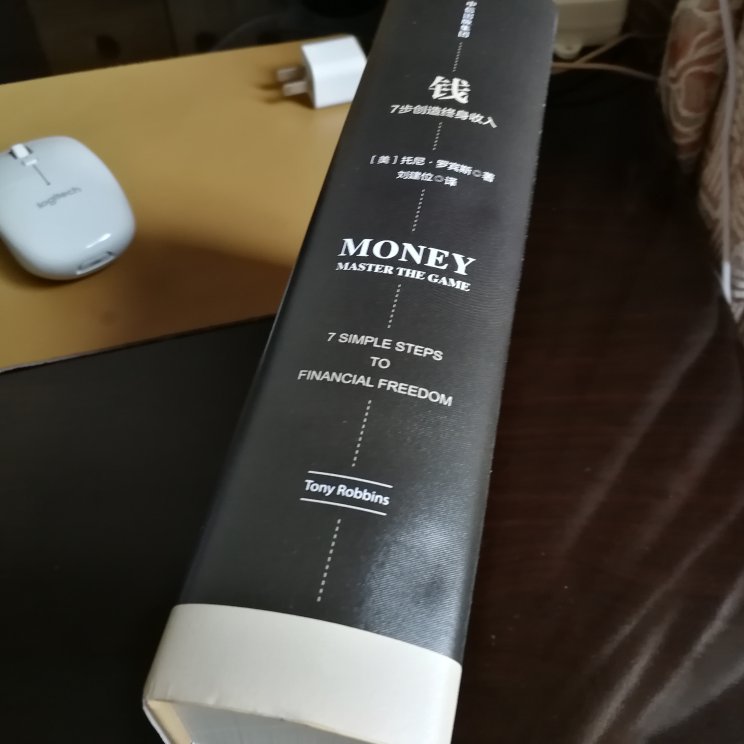 钱
7步创造终身收入
[美] 托尼·罗宾斯◎著
刘建位◎译
MONEY
MASTER THE GAME
7 SIMPLE STEPS
TO
FINANCIAL FREEDOM
Tony Robbins
logitech